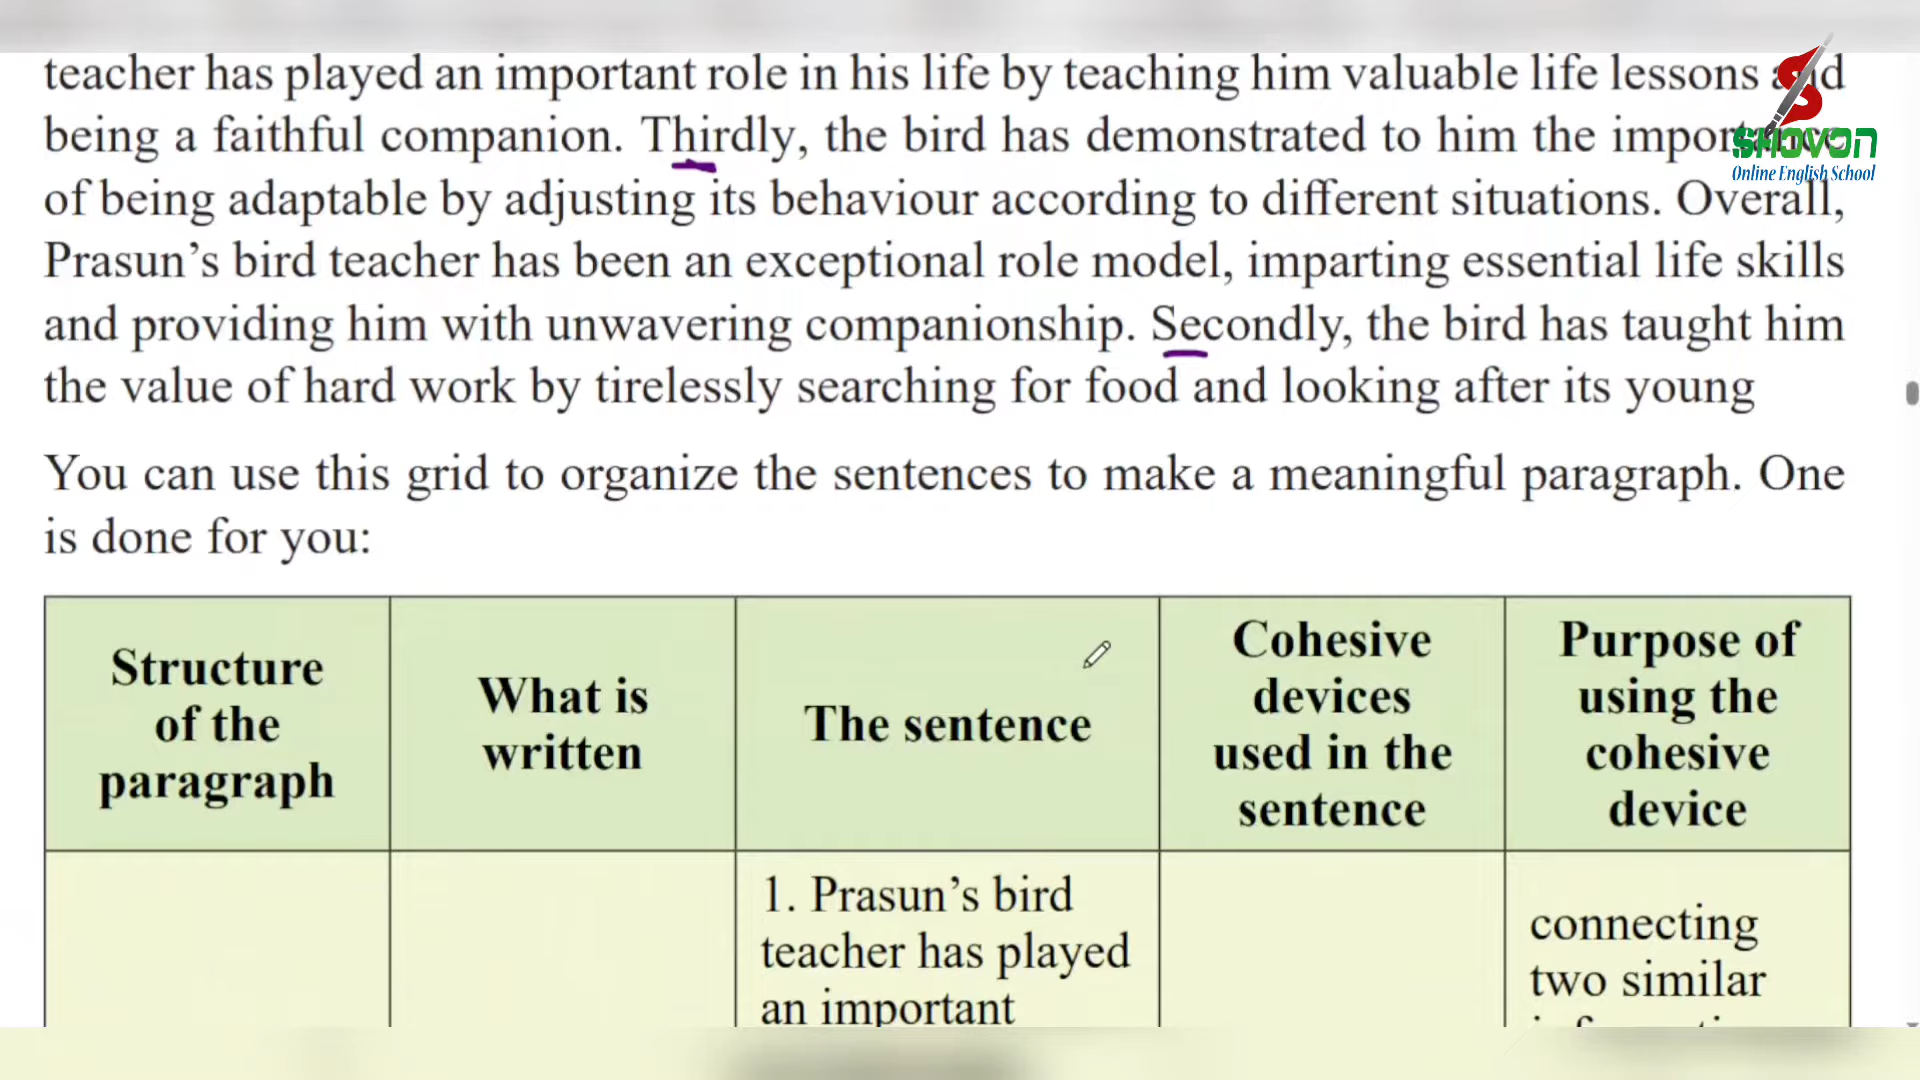 teacher has played an important role in his life by teaching him valuable life lessons and
being a faithful companion. Thirdly, the bird has demonstrated to him the importance
of being adaptable by adjusting its behaviour according to different situations. Overall,
Prasun's bird teacher has been an exceptional role model, imparting essential life skills
and providing him with unwavering companionship. Secondly, the bird has taught him
the value of hard work by tirelessly searching for food and looking after its young
You can use this grid to organize the sentences to make a meaningful paragraph. One
is done for you:
Structure
of the
paragraph
What is
written
The sentence
Cohesive
devices
used in the
sentence
Purpose of
using the
cohesive
device
1. Prasun's bird
teacher has played
an important
connecting
two similar
SHOVON
Online English School